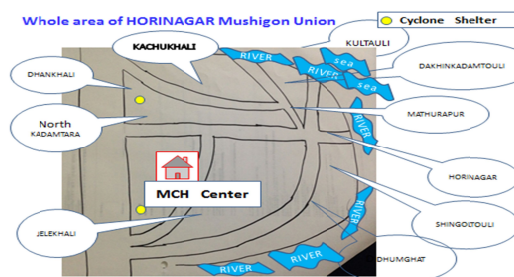 Whole area of HORINAGAR Mushigon Union
Cyclone Shelter
KACHUKHALI
KULTAULI
DHANKHALI
RIVER
sea
RIVER
sea
DAKHINKADAMTOULI
North
KADAMTARA
MATHURAPUR
RIVER
MCH Center
HORINAGAR
JELEKHALI
SHINGOLTOULI
RIVER
RIVER
RIVER
DHUMGHAT